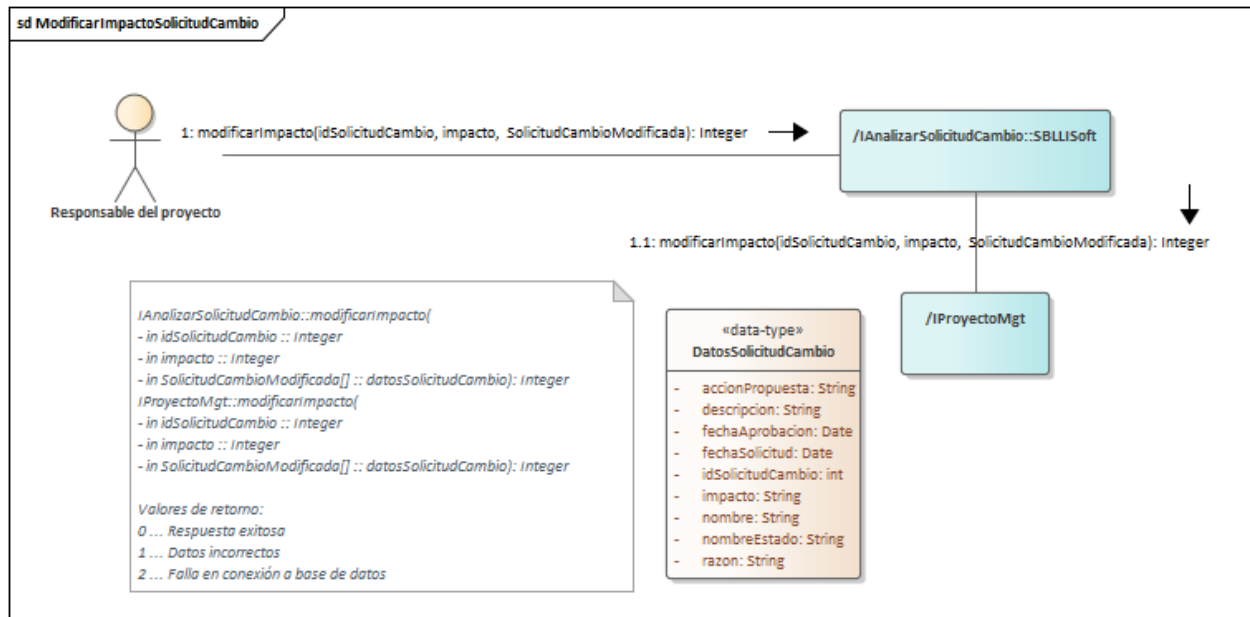 sd ModificarImpactoSolicitudCambio
1: modificarImpacto(idSolicitudCambio, impacto, SolicitudCambioModificada): Integer
/IAnalizarSolicitudCambio::SBLLISoft
Responsable del proyecto
1.1: modificarImpacto(idSolicitudCambio, impacto, SolicitudCambioModificada): Integer
IAnalizarSolicitudCambio::modificarImpacto(
- in idSolicitudCambio :: Integer
- in impacto :: Integer
- in SolicitudCambioModificada[] :: datosSolicitudCambio): Integer
IProyectoMgt::modificarImpacto(
- in idSolicitudCambio :: Integer
- in impacto :: Integer
- in SolicitudCambioModificada[] :: datosSolicitudCambio): Integer
Valores de retorno:
0 ... Respuesta exitosa
1 ... Datos incorrectos
2 ... Falla en conexión a base de datos
«data-type»
DatosSolicitudCambio
- accionPropuesta: String
- descripcion: String
- fechaAprobacion: Date
- fechaSolicitud: Date
- idSolicitudCambio: int
- impacto: String
- nombre: String
- nombreEstado: String
- razon: String
/IProyectoMgt